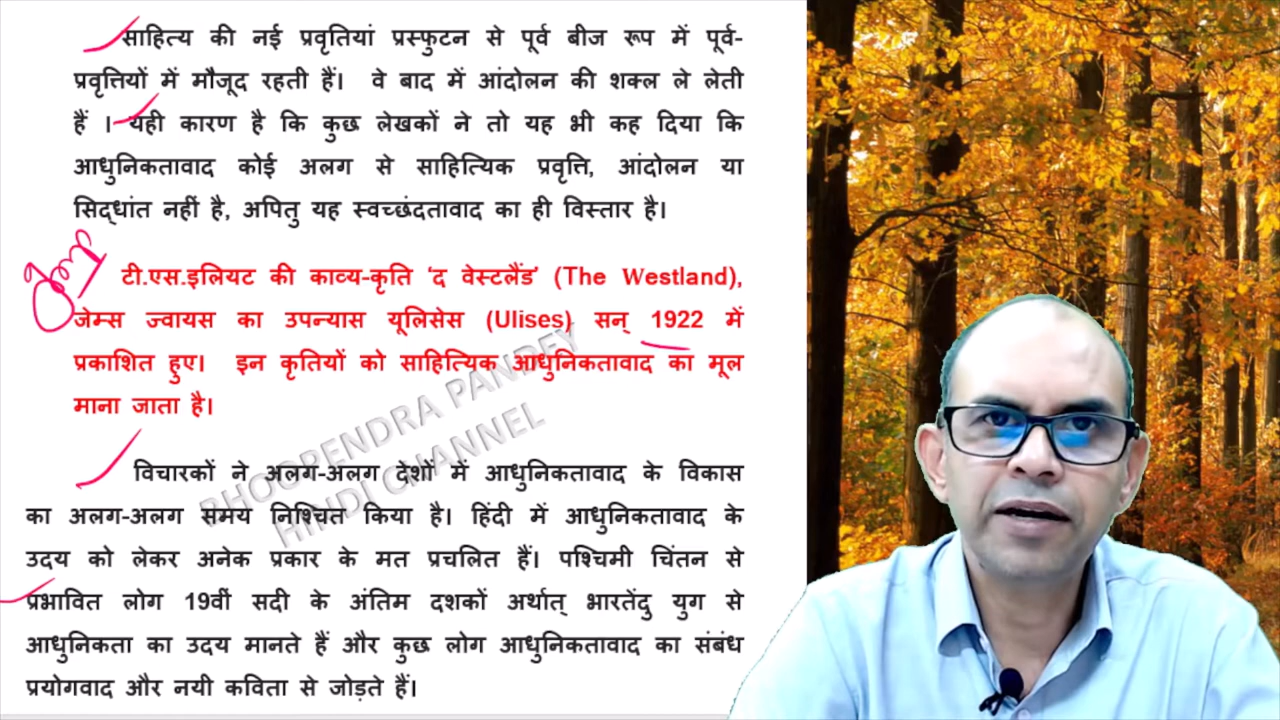 साहित्य की नई प्रवृतियां प्रस्फुटन से पूर्व बीज रूप में पूर्व-
प्रवृत्तियों में मौजूद रहती हैं। वे बाद में आंदोलन की शक्ल ले लेती
हैं । यही कारण है कि कुछ लेखकों ने तो यह भी कह दिया कि
आधुनिकतावाद कोई अलग से साहित्यिक प्रवृत्ति, आंदोलन या
सिद्धांत नहीं है, अपितु यह स्वच्छंदतावाद का ही विस्तार है।
टी.एस.इलियट की काव्य-कृति ‘द वेस्टलैंड’ (The Westland),
जेम्स ज्वायस का उपन्यास यूलिसेस (Ulises) सन् 1922 में
प्रकाशित हुए। इन कृतियों को साहित्यिक आधुनिकतावाद का मूल
माना जाता है।
विचारकों ने अलग-अलग देशों में आधुनिकतावाद के विकास
का अलग-अलग समय निश्चित किया है। हिंदी में आधुनिकतावाद के
उदय को लेकर अनेक प्रकार के मत प्रचलित हैं। पश्चिमी चिंतन से
प्रभावित लोग 19वीं सदी के अंतिम दशकों अर्थात् भारतेंदु युग से
आधुनिकता का उदय मानते हैं और कुछ लोग आधुनिकतावाद का संबंध
प्रयोगवाद और नयी कविता से जोड़ते हैं।
BHOOPENDRA PANDEY
HINDI CHANNEL